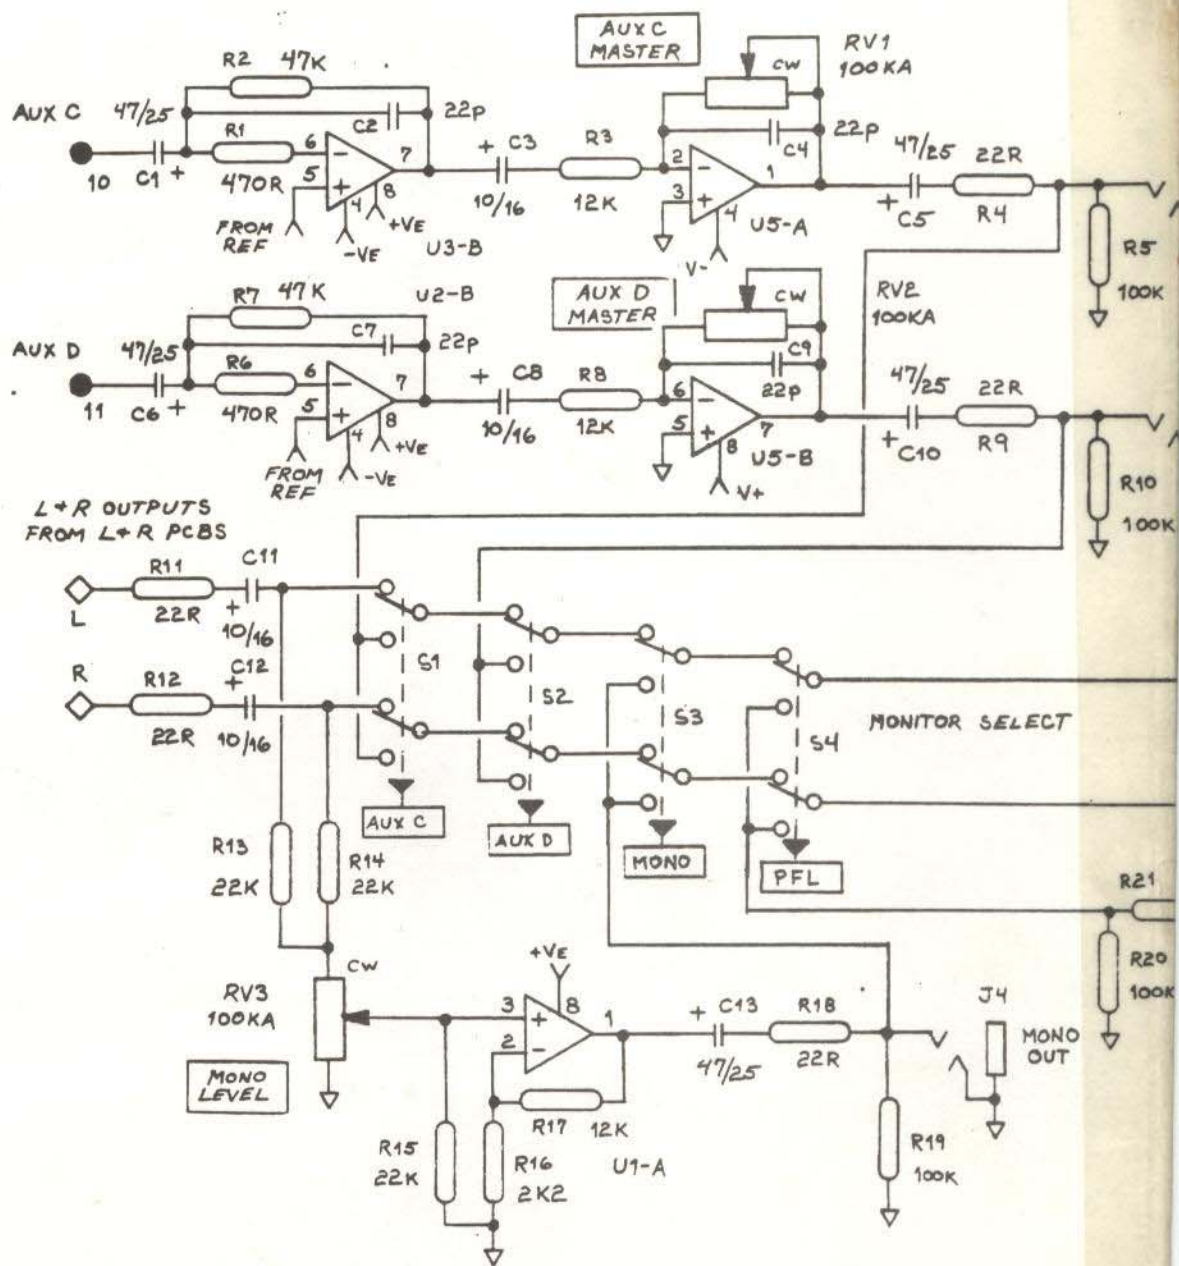 AUX C
MASTER
RV1
100KA
CW
R2 47K
AUX C
47/25
C2
22P
C4
22P
R1
6
7
5
8
4
+ C3
R3
2
1
3
4
47/25
22R
10
C1 +
470R
10/16
12K
+ C5
R4
FROM
REF
-VE
+VE
U3-B
U5-A
V-
R5
100K
R7 47K
U2-B
AUX D
MASTER
CW
RV2
100KA
AUX D
47/25
C7
22P
C9
22P
R6
6
7
5
8
4
+ C8
R8
6
7
5
8
47/25
22R
11
C6 +
470R
10/16
12K
+ C10
R9
FROM
REF
-VE
+VE
U5-B
V+
R10
100K
L & R OUTPUTS
FROM L & R PCBS
R11
C11
L
22R
+
10/16
S1
R
R12
+ C12
22R
10/16
S2
S3
S4
MONITOR SELECT
AUX C
AUX D
MONO
PFL
R13
22K
R14
22K
R21
R20
100K
CW
+VE
RV3
100KA
3
8
1
2
+ C13
R18
47/25
22R
J4
MONO
OUT
MONO
LEVEL
R17 12K
R15
22K
R16
2K2
U1-A
R19
100K